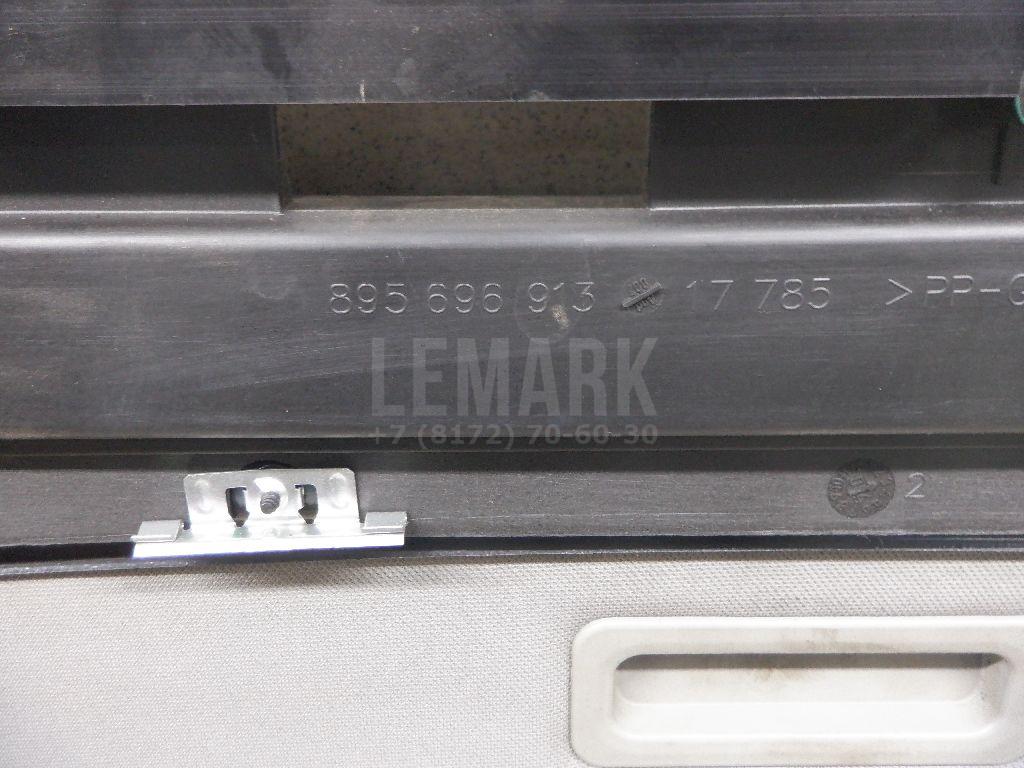 895 696 913 17 785 >PP-G
LEMARK
+7 (8172) 70-60-30
2